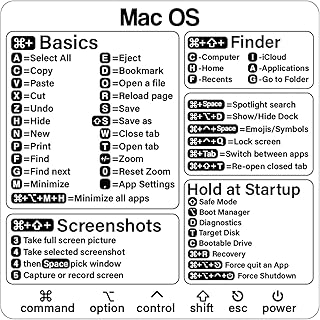 Mac OS
⌘+ Basics
A =Select All
C =Copy
V =Paste
X =Cut
Z =Undo
H =Hide
N =New
P =Print
F =Find
G =Find next
M =Minimize
E =Eject
D =Bookmark
O =Open a file
R =Reload page
S =Save
⇧S =Save as
W =Close tab
T =Open tab
+/- =Zoom
0 =Reset Zoom
, =App Settings
⌘+⌥+M+H =Minimize all apps
⌘+⇧+ Finder
C -Computer
H -Home
F -Recents
I -iCloud
A -Applications
G -Go to Folder
⌘+Space =Spotlight search
⌘+⌥+D =Show/Hide Dock
⌘+^+Space =Emojis/Symbols
⌘+^+Q =Lock screen
⌘+Tab =Switch between apps
⌘+⇧+T =Re-open closed tab
⌘+⇧+ Screenshots
3 Take full screen picture
4 Take selected screenshot
4 then Space pick window
5 Capture or record screen
Hold at Startup
⇧ Safe Mode
⌥ Boot Manager
D Diagnostics
T Target Disk
C Bootable Drive
⌘+R Recovery
⌘+⌥+⎋ Force quit an App
⌘+⌥+^+ Force Shutdown
⌘ ⌥ ^ ⇧ ⎋ ⏻
command option control shift esc power